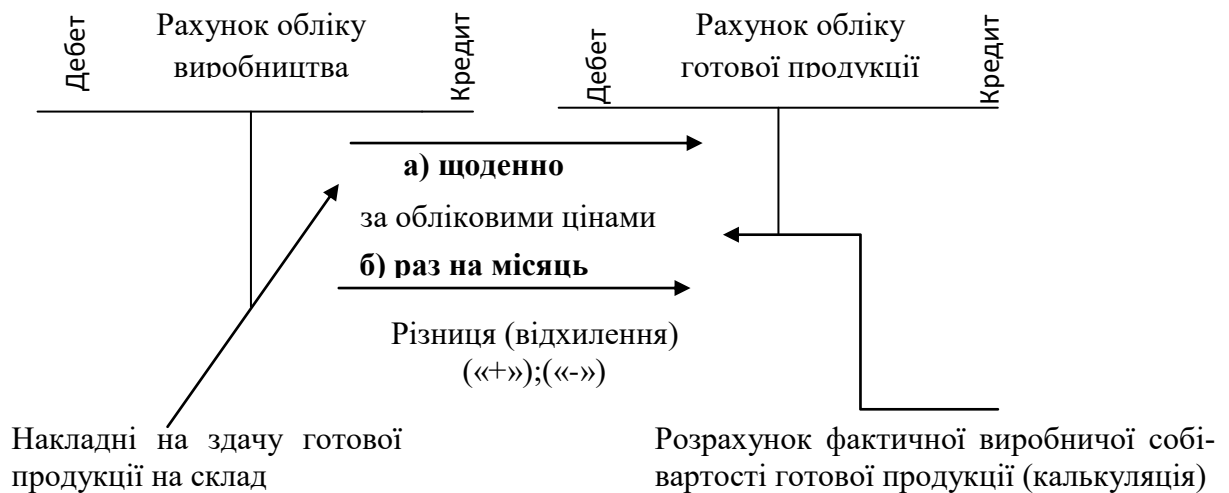 Дебет
Рахунок обліку
виробництва
Кредит
Дебет
Рахунок обліку
готової продукції
Кредит
а) щоденно
за обліковими цінами
б) раз на місяць
Різниця (відхилення)
(«+»);(«-»)
Накладні на здачу готової
продукції на склад
Розрахунок фактичної виробничої собі-
вартості готової продукції (калькуляція)